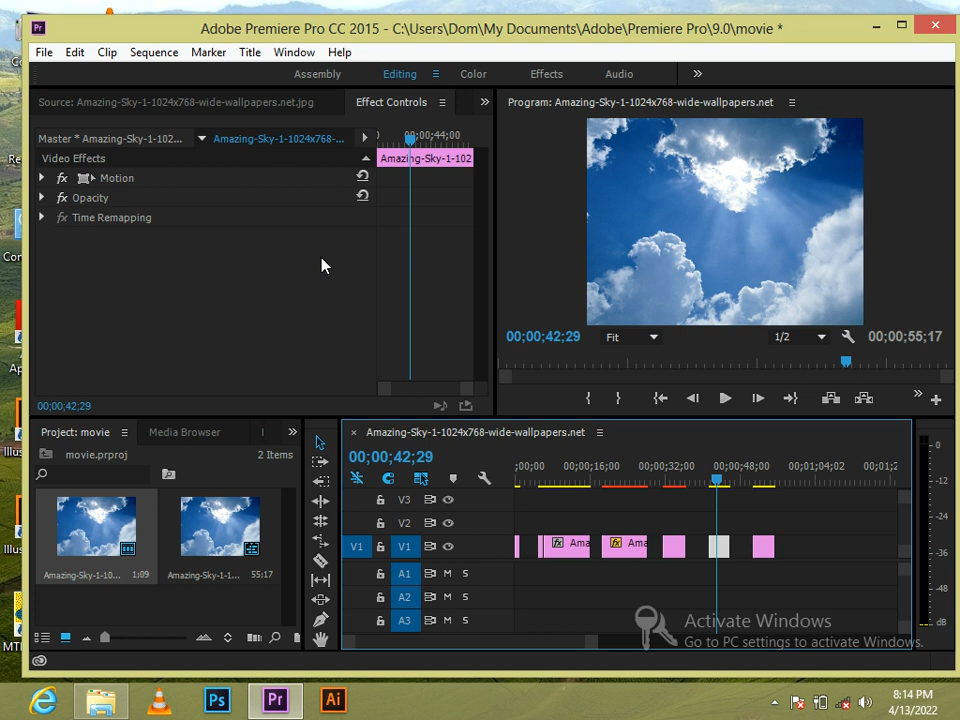 Adobe Premiere Pro CC 2015 - C:\Users\Dom\My Documents\Adobe\Premiere Pro\9.0\movie *
File Edit Clip Sequence Marker Title Window Help
Assembly Editing Color Effects Audio
Source: Amazing-Sky-1-1024x768-wide-wallpapers.net.jpg
Effect Controls
Program: Amazing-Sky-1-1024x768-wide-wallpapers.net
Master * Amazing-Sky-1-102...
Amazing-Sky-1-1024x768-...
00;00;44;00
Video Effects
Amazing-Sky-1-102
fx Motion
fx Opacity
fx Time Remapping
00;00;42;29
Fit
1/2
00;00;55;17
00;00;42;29
Project: movie
Media Browser
movie.prproj
2 Items
Amazing-Sky-1-10...
1;09
Amazing-Sky-1-1...
55;17
× Amazing-Sky-1-1024x768-wide-wallpapers.net
00;00;42;29
;00;00
00;00;16;00
00;00;32;00
00;00;48;00
00;01;04;02
00;01;2
V3
V2
V1 V1
fx Ama
fx Ama
A1 M S
A2 M S
A3 M S
0
-12
-24
-36
-48
dB
Activate Windows
Go to PC settings to activate Windows.
Ps
Pr
Ai
8:14 PM
4/13/2022